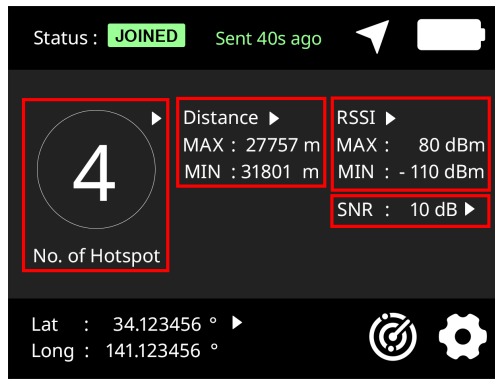 Status : JOINED Sent 40s ago
4
No. of Hotspot
Distance
MAX : 27757 m
MIN : 31801 m
RSSI
MAX : 80 dBm
MIN : - 110 dBm
SNR : 10 dB
Lat : 34.123456 °
Long : 141.123456 °